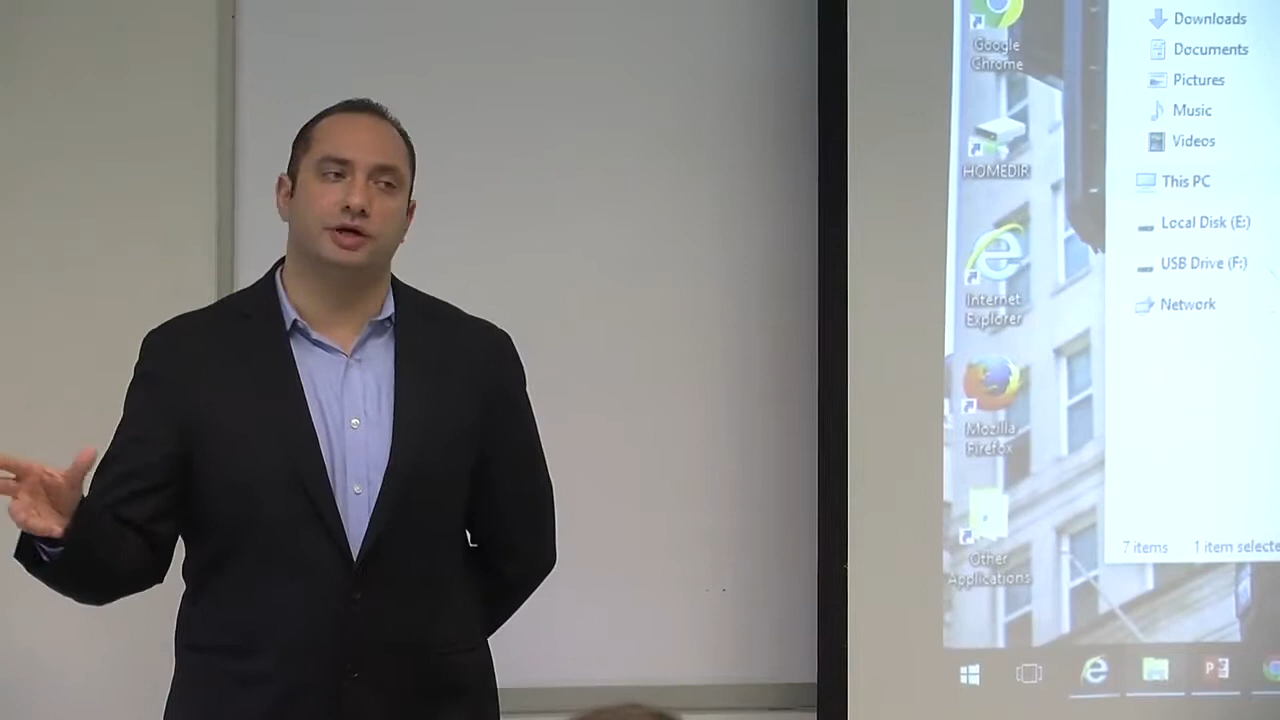 Google
Chrome
HOMEDIR
Internet
Explorer
Mozilla
Firefox
Other
Applications
Downloads
Documents
Pictures
Music
Videos
This PC
Local Disk (E:)
USB Drive (F:)
Network
7 items 1 item selecte